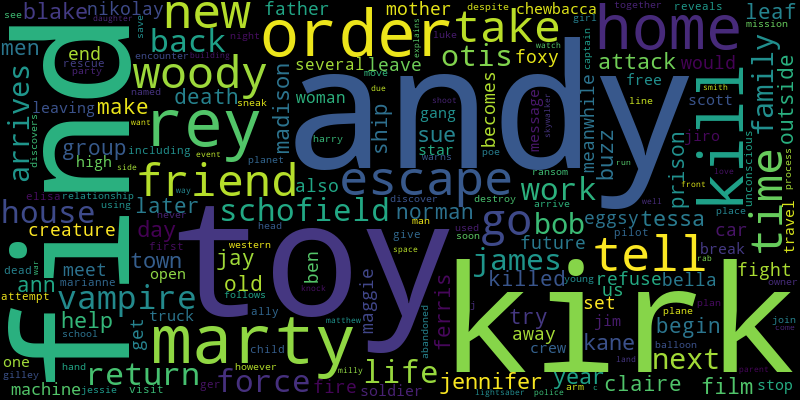 find
andy
kirk
toy
order
new
take
home
kill
rey
woody
friend
escape
tell
marty
back
otis
go
time
family
house
vampire
schofield
james
work
return
force
life
jennifer
next
film
claire
begin
bob
blake
nikolay
father
mother
chewbacca
leaf
men
end
see
daughter
save
rescue
night
party
encounter
building
several
leave
despite
luke
explains
reveals
girl
together
mission
arrives
discovers
leaving
make
death
foxy
attack
would
watch
captain
move
due
named
sneak
want
woman
madison
ship
gang
becomes
message
shoot
skywalker
free
line
smith
scott
group
including
side
event
planet
harry
sue
star
poe
warns
meanwhile
buzz
jiro
outside
high
elisa
relationship
using
way
also
run
ransom
prison
unconscious
love
process
creature
later
never
discover
destroy
norman
eggsy
tessa
front
place
day
first
head
man
used
well
arrive
car
travel
town
jay
ben
give
soon
future
pilot
break
dead
war
meet
marianne
open
western
old
maggie
space
killed
refuse
bella
rab
fight
ann
attempt
help
school
truck
get
follows
ally
knock
ferris
abandoned
us
young
set
try
jim
plane
plan
owner
one
hand
child
matthew
away
kane
crew
land
balloon
join
come
gilley
machine
jessie
visit
however
ger
milly
fire
soldier
year
c
lightsaber
police
arm
parent
stop